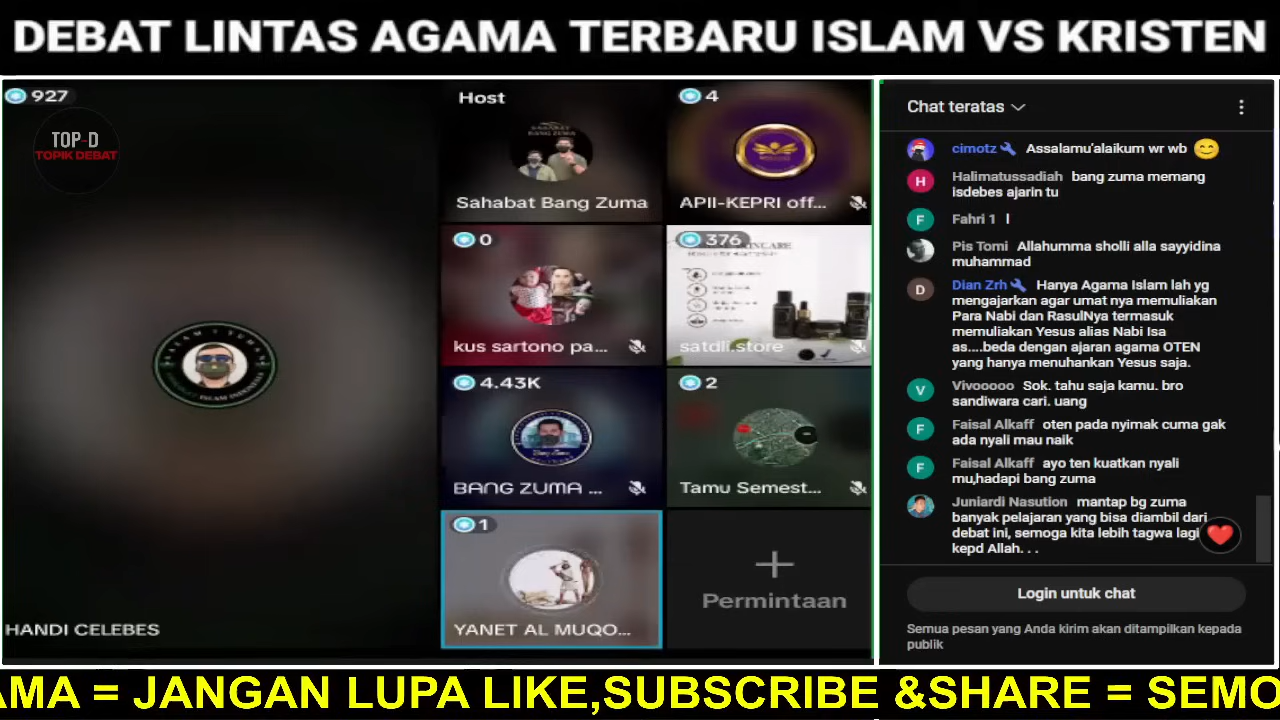 DEBAT LINTAS AGAMA TERBARU ISLAM VS KRISTEN
927
TOP-D
TOPIK DEBAT
HANDI CELEBES
Host
Sahabat Bang Zuma
4
APII-KEPRI off...
0
kus sartono pa...
376
satdli.store
4.43K
BANG ZUMA ...
2
Tamu Semest...
1
YANET AL MUQO...
Permintaan
Chat teratas
cimotz Assalamu'alaikum wr wb
H
Halimatussadiah bang zuma memang
isdebes ajarin tu
F
Fahri 1 I
Pis Tomi Allahumma sholli alla sayyidina
muhammad
D
Dian Zrh Hanya Agama Islam lah yg
mengajarkan agar umat nya memuliakan
Para Nabi dan RasulNya termasuk
memuliakan Yesus alias Nabi Isa
as....beda dengan ajaran agama OTEN
yang hanya menuhankan Yesus saja.
V
Vivooooo Sok. tahu saja kamu. bro
sandiwara cari. uang
F
Faisal Alkaff oten pada nyimak cuma gak
ada nyali mau naik
F
Faisal Alkaff ayo ten kuatkan nyali
mu,hadapi bang zuma
Juniardi Nasution mantap bg zuma
banyak pelajaran yang bisa diambil dari
debat ini, semoga kita lebih taqwa lagi
kepd Allah. . .
Login untuk chat
Semua pesan yang Anda kirim akan ditampilkan kepada
publik
AMA = JANGAN LUPA LIKE,SUBSCRIBE &SHARE = SEMO